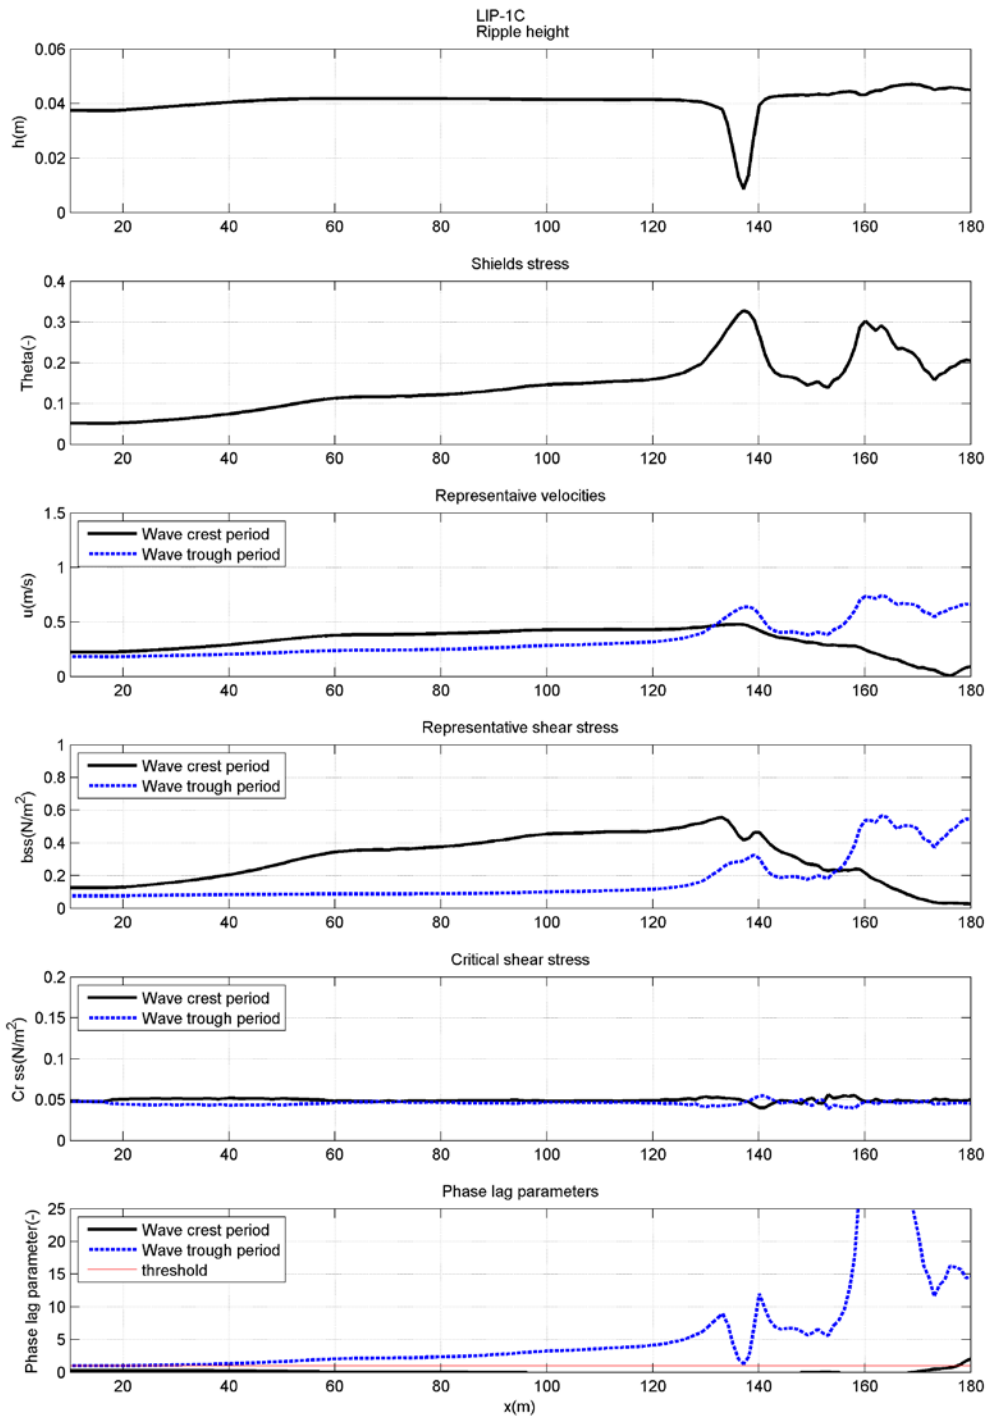 LIP-1C
Ripple height
0.06
0.04
0.02
0
h(m)
20 40 60 80 100 120 140 160 180
Shields stress
0.4
0.3
0.2
0.1
0
Theta(-)
20 40 60 80 100 120 140 160 180
Representaive velocities
1.5
1
0.5
0
u(m/s)
Wave crest period
Wave trough period
20 40 60 80 100 120 140 160 180
Representative shear stress
1
0.8
0.6
0.4
0.2
0
bss(N/m²)
Wave crest period
Wave trough period
20 40 60 80 100 120 140 160 180
Critical shear stress
0.2
0.15
0.1
0.05
0
Cr ss(N/m²)
Wave crest period
Wave trough period
20 40 60 80 100 120 140 160 180
Phase lag parameters
25
20
15
10
5
0
Phase lag parameter(-)
Wave crest period
Wave trough period
threshold
20 40 60 80 100 120 140 160 180
x(m)